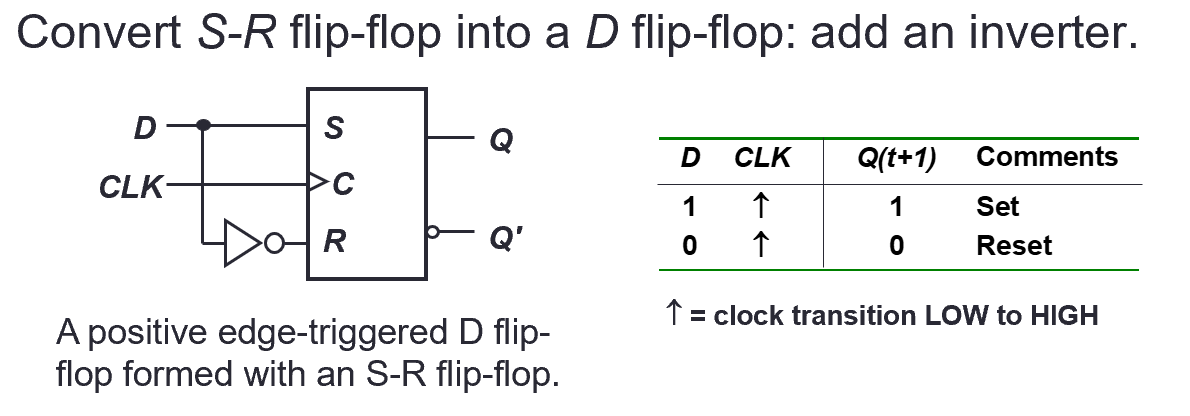 Convert S-R flip-flop into a D flip-flop: add an inverter.
D
CLK
S
C
R
Q
Q'
D CLK Q(t+1) Comments
1 ↑ 1 Set
0 ↑ 0 Reset
↑ = clock transition LOW to HIGH
A positive edge-triggered D flip-
flop formed with an S-R flip-flop.